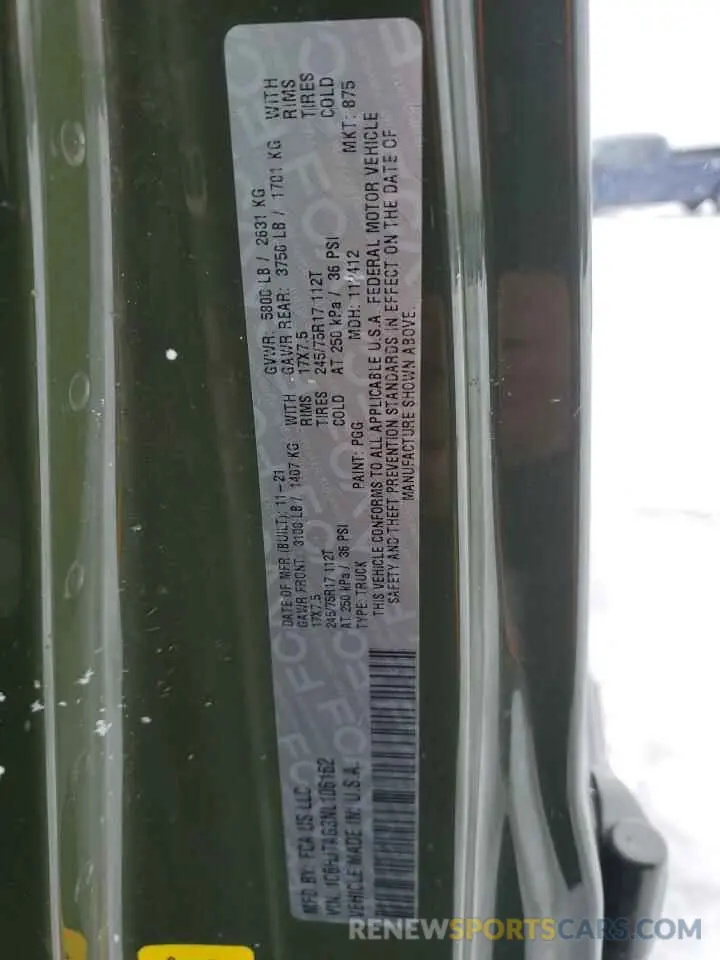 MFD BY: FCA US LLC
DATE OF MFR (BUILT): 11-21
GVWR: 5800 LB / 2631 KG
GAWR FRONT: 3100 LB / 1407 KG WITH
17X7.5 RIMS
245/75R17 112T TIRES
AT 250 kPa / 36 PSI COLD
GAWR REAR: 3750 LB / 1701 KG WITH
17X7.5 RIMS
245/75R17 112T TIRES
AT 250 kPa / 36 PSI COLD
VIN: 1C6HJTAG3NL106162
TYPE: TRUCK
PAINT: PGG
MDH: 111412
MKT: 875
VEHICLE MADE IN: U.S.A.
THIS VEHICLE CONFORMS TO ALL APPLICABLE U.S.A. FEDERAL MOTOR VEHICLE
SAFETY AND THEFT PREVENTION STANDARDS IN EFFECT ON THE DATE OF
MANUFACTURE SHOWN ABOVE.
RENEWSPORTSCARS.COM